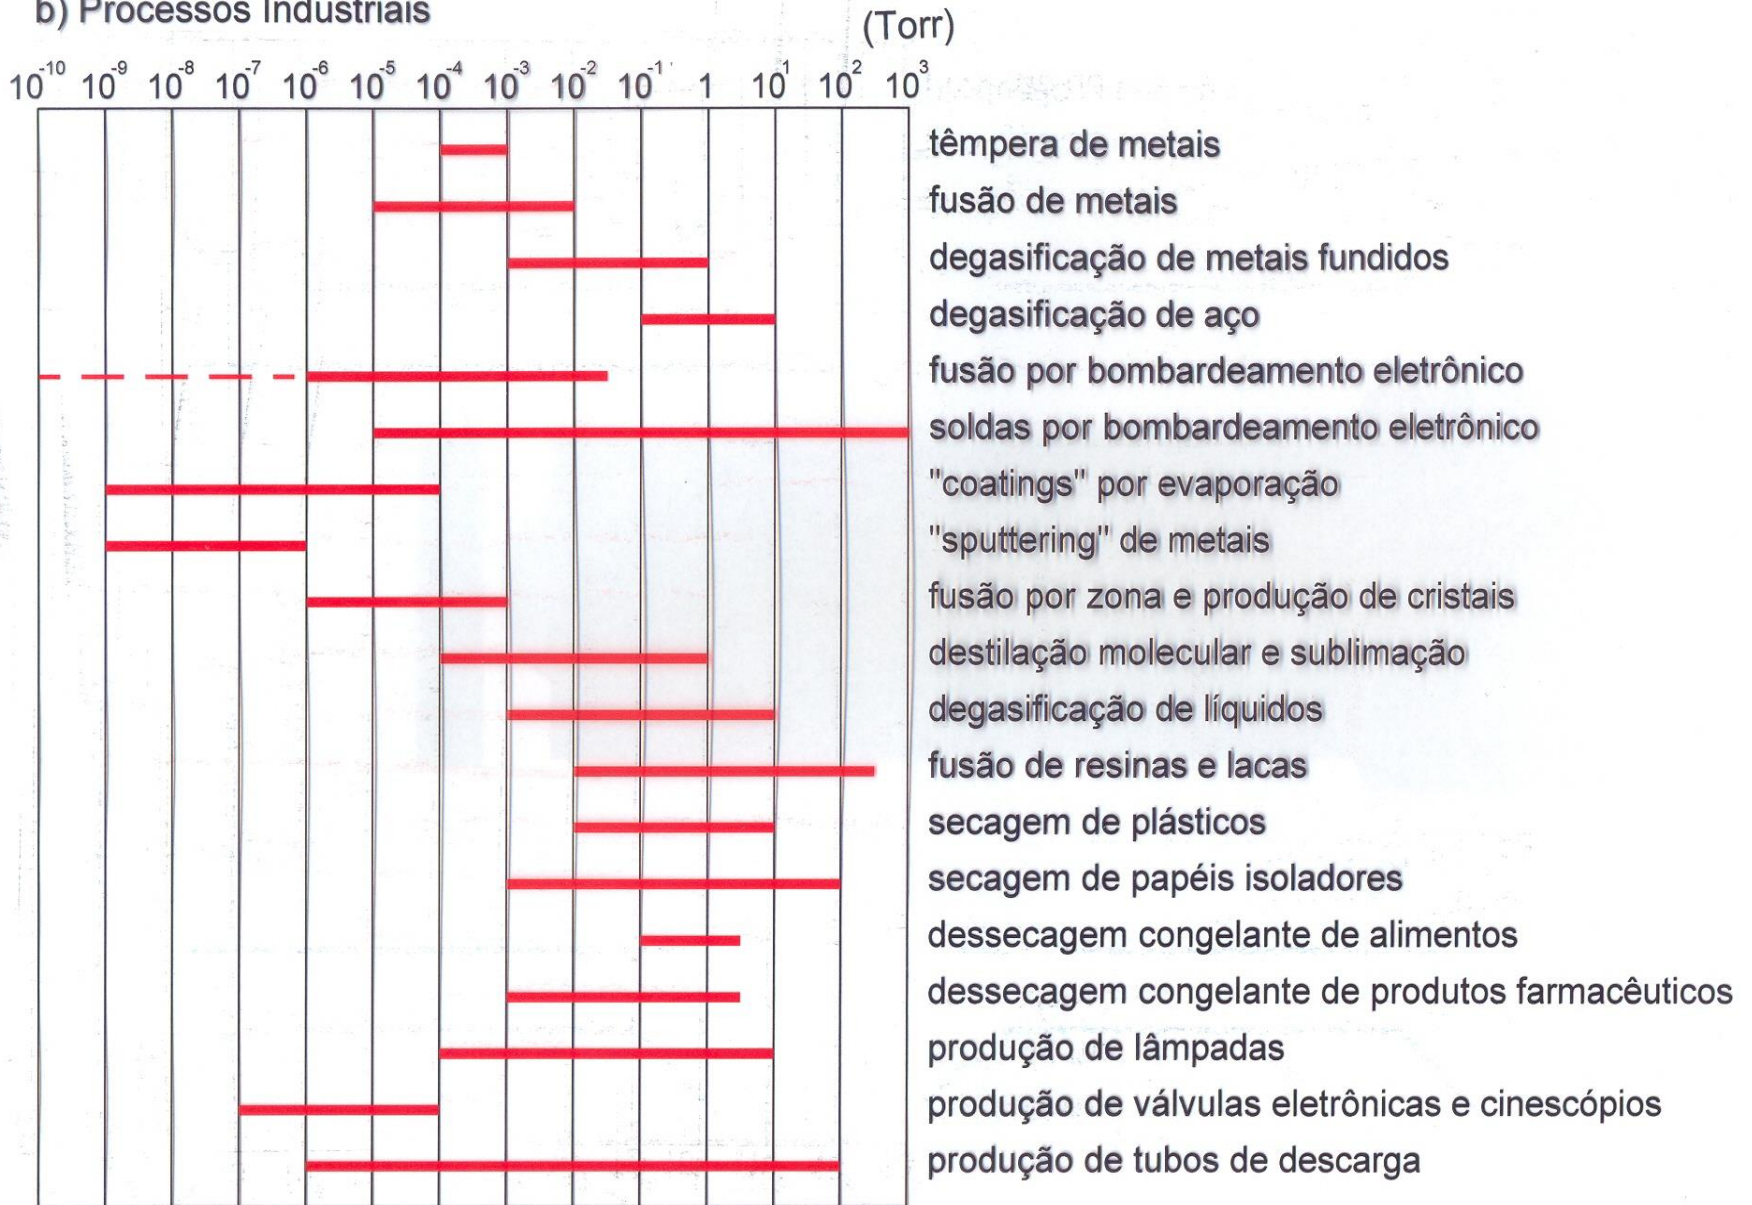 b) Processos Industriais
(Torr)
10⁻¹⁰ 10⁻⁹ 10⁻⁸ 10⁻⁷ 10⁻⁶ 10⁻⁵ 10⁻⁴ 10⁻³ 10⁻² 10⁻¹ 1 10¹ 10² 10³
têmpera de metais
fusão de metais
degasificação de metais fundidos
degasificação de aço
fusão por bombardeamento eletrônico
soldas por bombardeamento eletrônico
"coatings" por evaporação
"sputtering" de metais
fusão por zona e produção de cristais
destilação molecular e sublimação
degasificação de líquidos
fusão de resinas e lacas
secagem de plásticos
secagem de papéis isoladores
dessecagem congelante de alimentos
dessecagem congelante de produtos farmacêuticos
produção de lâmpadas
produção de válvulas eletrônicas e cinescópios
produção de tubos de descarga